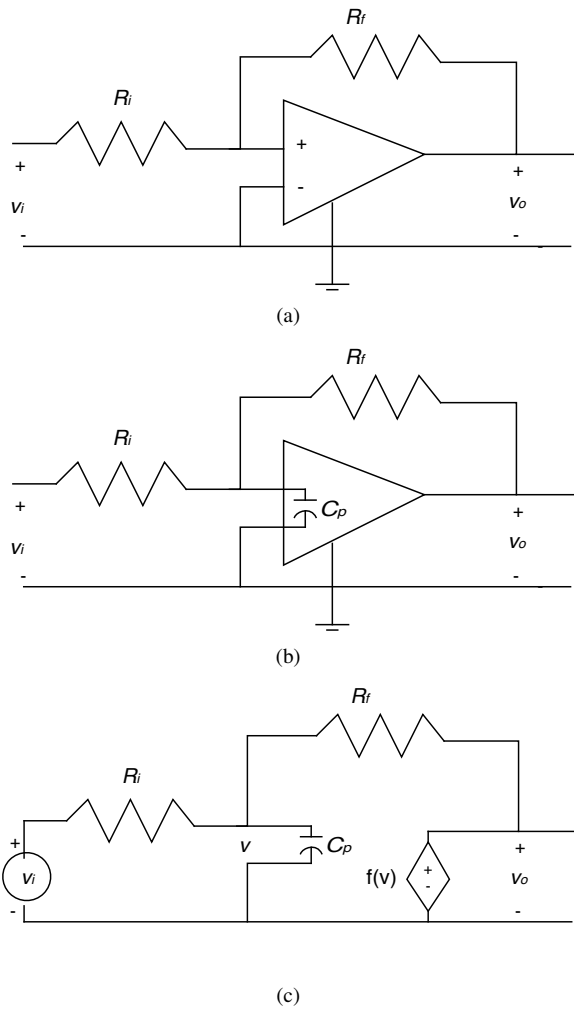 Rf
Ri
+
+
-
+
vi
vo
-
-
(a)
Rf
Ri
+
Cp
+
vi
vo
-
-
(b)
Rf
Ri
+
v
Cp
vi
f(v)
+
-
+
vo
-
-
(c)